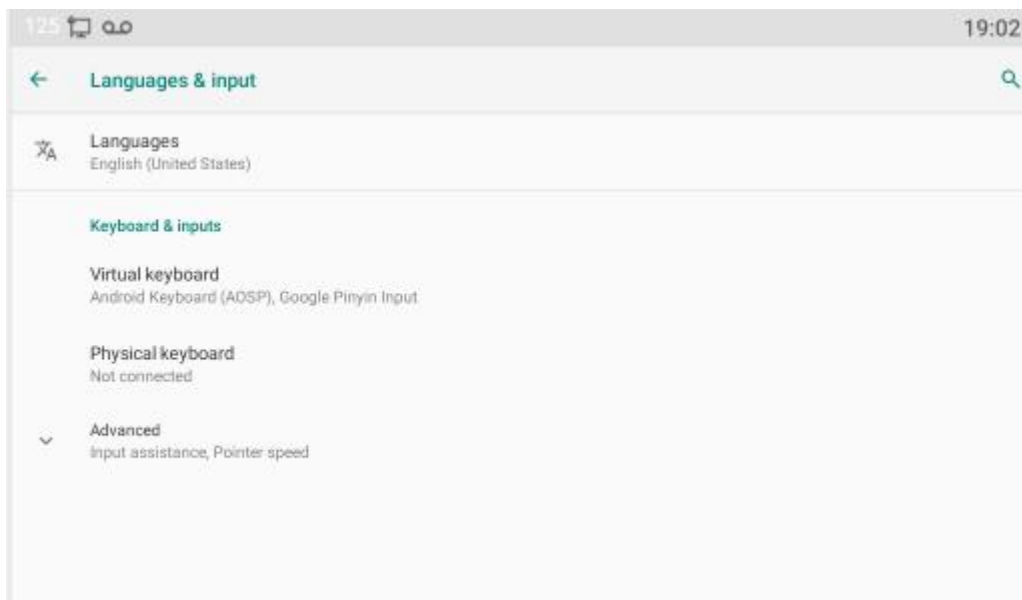 125
19:02
Languages & input
Languages
English (United States)
Keyboard & inputs
Virtual keyboard
Android Keyboard (AOSP), Google Pinyin Input
Physical keyboard
Not connected
Advanced
Input assistance, Pointer speed